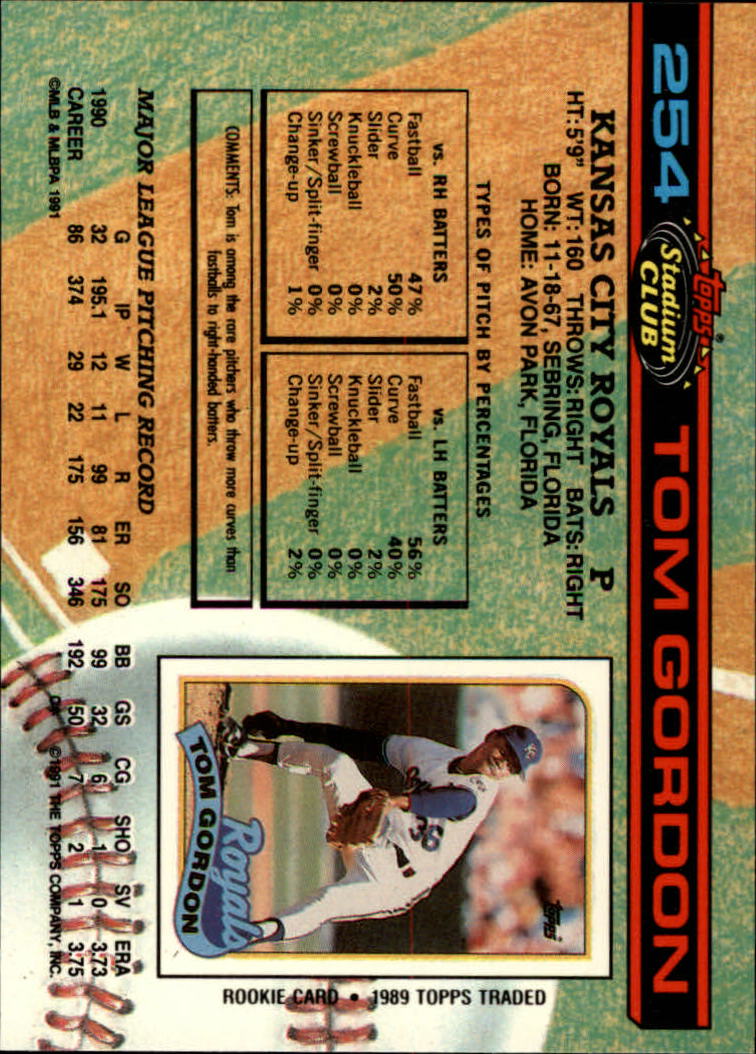 254
Topps®
Stadium
CLUB
TOM GORDON
KANSAS CITY ROYALS P
HT: 5'9" WT: 160 THROWS: RIGHT BATS: RIGHT
BORN: 11-18-67, SEBRING, FLORIDA
HOME: AVON PARK, FLORIDA
TYPES OF PITCH BY PERCENTAGES
vs. RH BATTERS
Fastball 47%
Curve 50%
Slider 2%
Knuckleball 0%
Screwball 0%
Sinker/Split-finger 0%
Change-up 1%
vs. LH BATTERS
Fastball 56%
Curve 40%
Slider 2%
Knuckleball 0%
Screwball 0%
Sinker/Split-finger 0%
Change-up 2%
COMMENTS: Tom is among the rare pitchers who throw more curves than
fastballs to right-handed batters.
Topps
36
Royals
TOM GORDON
ROOKIE CARD • 1989 TOPPS TRADED
MAJOR LEAGUE PITCHING RECORD
G IP W L R ER SO BB GS CG SHO SV ERA
1990 32 195.1 12 11 99 81 175 99 32 6 1 0 3.73
CAREER 86 374 29 22 175 156 346 192 50 7 2 1 3.75
©MLB & MLBPA 1991
©1991 THE TOPPS COMPANY, INC.